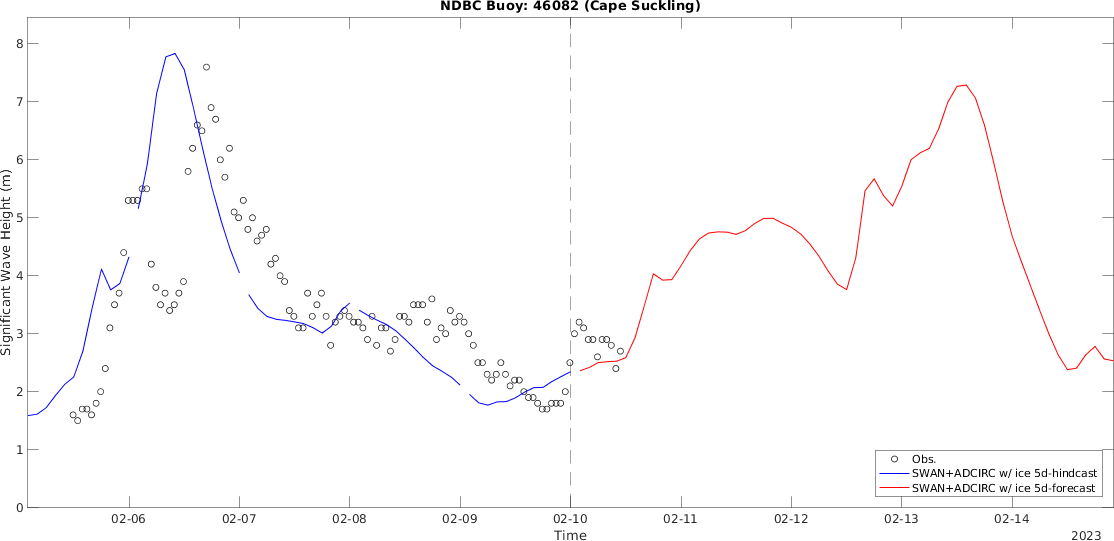 NDBC Buoy: 46082 (Cape Suckling)
Significant Wave Height (m)
8
7
6
5
4
3
2
1
0
Obs.
SWAN+ADCIRC w/ ice 5d-hindcast
SWAN+ADCIRC w/ ice 5d-forecast
02-06 02-07 02-08 02-09 02-10 02-11 02-12 02-13 02-14
Time
2023